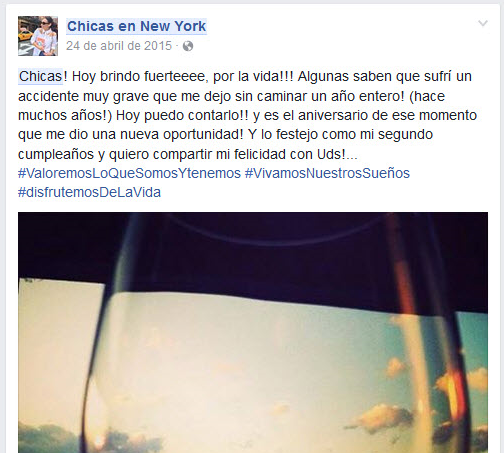 Chicas en New York
24 de abril de 2015 ·
Chicas! Hoy brindo fuerteeee, por la vida!!! Algunas saben que sufrí un
accidente muy grave que me dejo sin caminar un año entero! (hace
muchos años!) Hoy puedo contarlo!! y es el aniversario de ese momento
que me dio una nueva oportunidad! Y lo festejo como mi segundo
cumpleaños y quiero compartir mi felicidad con Uds!...
#ValoremosLoQueSomosYtenemos #VivamosNuestrosSueños
#disfrutemosDeLaVida